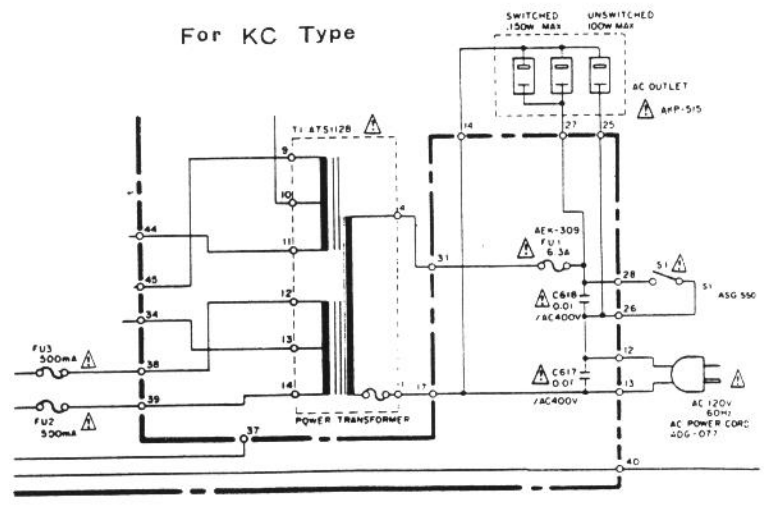 For KC Type
SWITCHED
150W MAX
UNSWITCHED
100W MAX
AC OUTLET
AKP-515
T1 ATS1128
14
27
25
9
10
4
44
11
AEK-309
FU1
6.3A
31
45
12
28
S1
S1
ASG 550
C618
0.01
/AC400V
26
34
13
12
FU3
500mA
38
C617
0.01
/AC400V
14
17
13
39
FU2
500mA
POWER TRANSFORMER
AC 120V
60Hz
AC POWER CORD
ADG-077
37
40